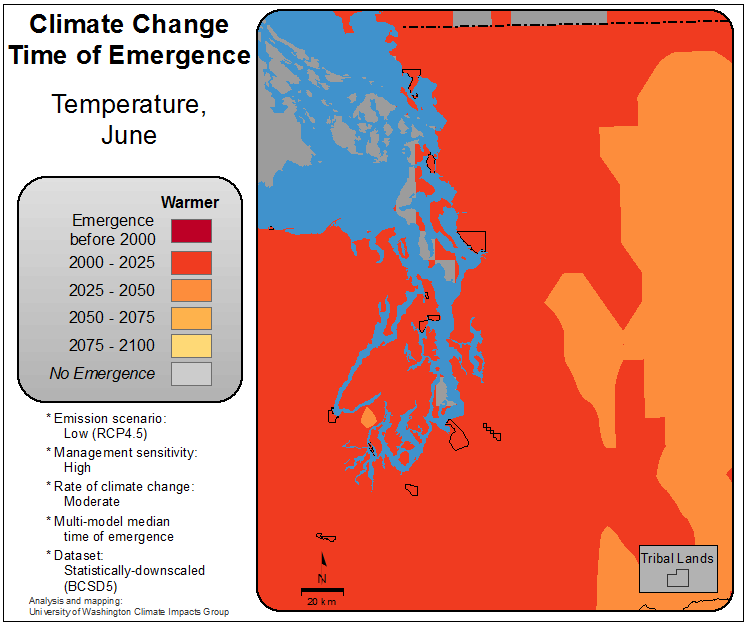 Climate Change
Time of Emergence
Temperature,
June
Warmer
Emergence
before 2000
2000 - 2025
2025 - 2050
2050 - 2075
2075 - 2100
No Emergence
* Emission scenario:
Low (RCP4.5)
* Management sensitivity:
High
* Rate of climate change:
Moderate
* Multi-model median
time of emergence
* Dataset:
Statistically-downscaled
(BCSD5)
Analysis and mapping:
University of Washington Climate Impacts Group
N
20 km
Tribal Lands